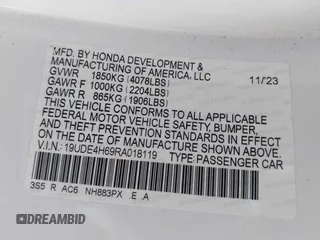 MFD. BY HONDA DEVELOPMENT &
MANUFACTURING OF AMERICA, LLC
GVWR 1850KG (4078LBS) 11/23
GAWR F 1000KG (2204LBS)
GAWR R 865KG (1906LBS)
THIS VEHICLE CONFORMS TO ALL APPLICABLE
FEDERAL MOTOR VEHICLE SAFETY, BUMPER,
AND THEFT PREVENTION STANDARDS IN EFFECT
ON THE DATE OF MANUFACTURE SHOWN ABOVE.
V.I.N.: 19UDE4H69RA018119 TYPE: PASSENGER CAR
3S5 R AC6 NH883PX .E .A
DREAMBID
DREAMBID.COM